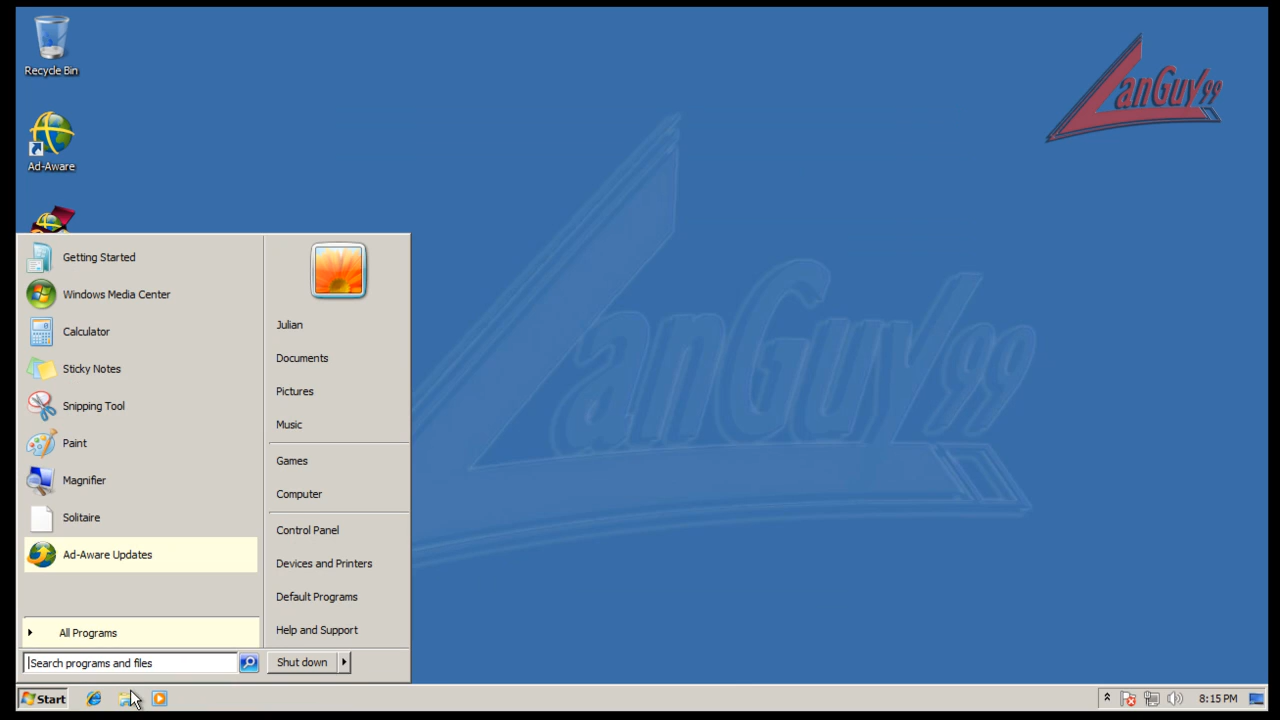 Recycle Bin
LanGuy99
Ad-Aware
LanGuy99
Getting Started
Windows Media Center
Calculator
Sticky Notes
Snipping Tool
Paint
Magnifier
Solitaire
Ad-Aware Updates
All Programs
Search programs and files
Julian
Documents
Pictures
Music
Games
Computer
Control Panel
Devices and Printers
Default Programs
Help and Support
Shut down
Start
8:15 PM